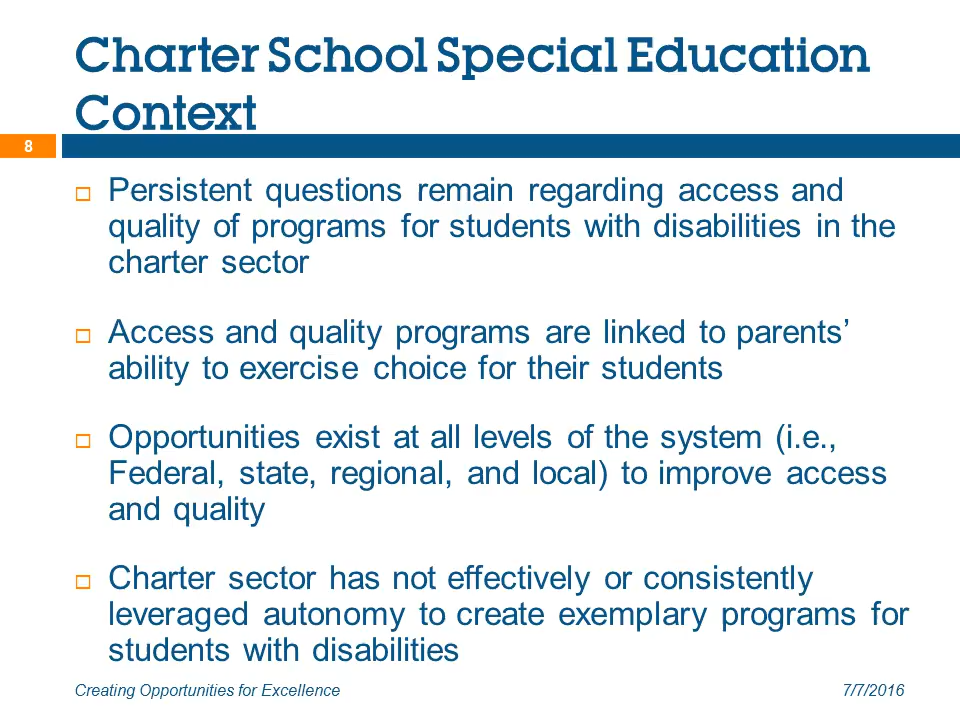 Charter School Special Education
Context
8
Persistent questions remain regarding access and
quality of programs for students with disabilities in the
charter sector
Access and quality programs are linked to parents’
ability to exercise choice for their students
Opportunities exist at all levels of the system (i.e.,
Federal, state, regional, and local) to improve access
and quality
Charter sector has not effectively or consistently
leveraged autonomy to create exemplary programs for
students with disabilities
Creating Opportunities for Excellence
7/7/2016